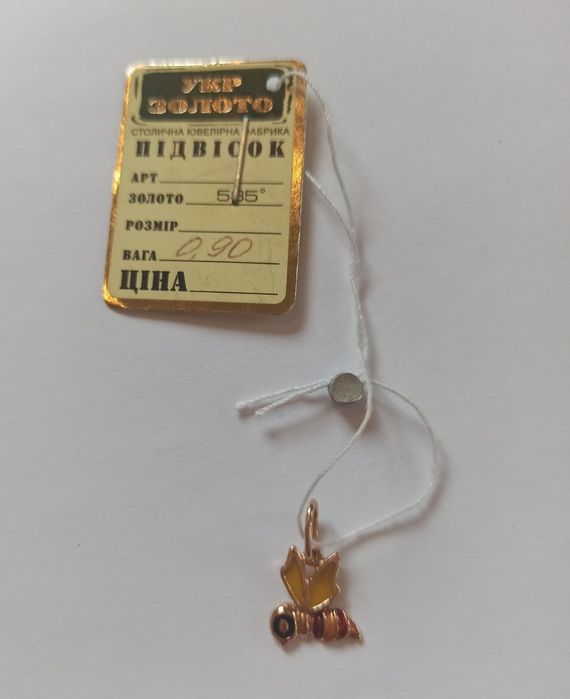 УКР
ЗОЛОТО
СТОЛИЧНА ЮВЕЛІРНА ФАБРИКА
ПІДВІСОК
АРТ
ЗОЛОТО 585°
РОЗМІР
ВАГА 0,90
ЦІНА